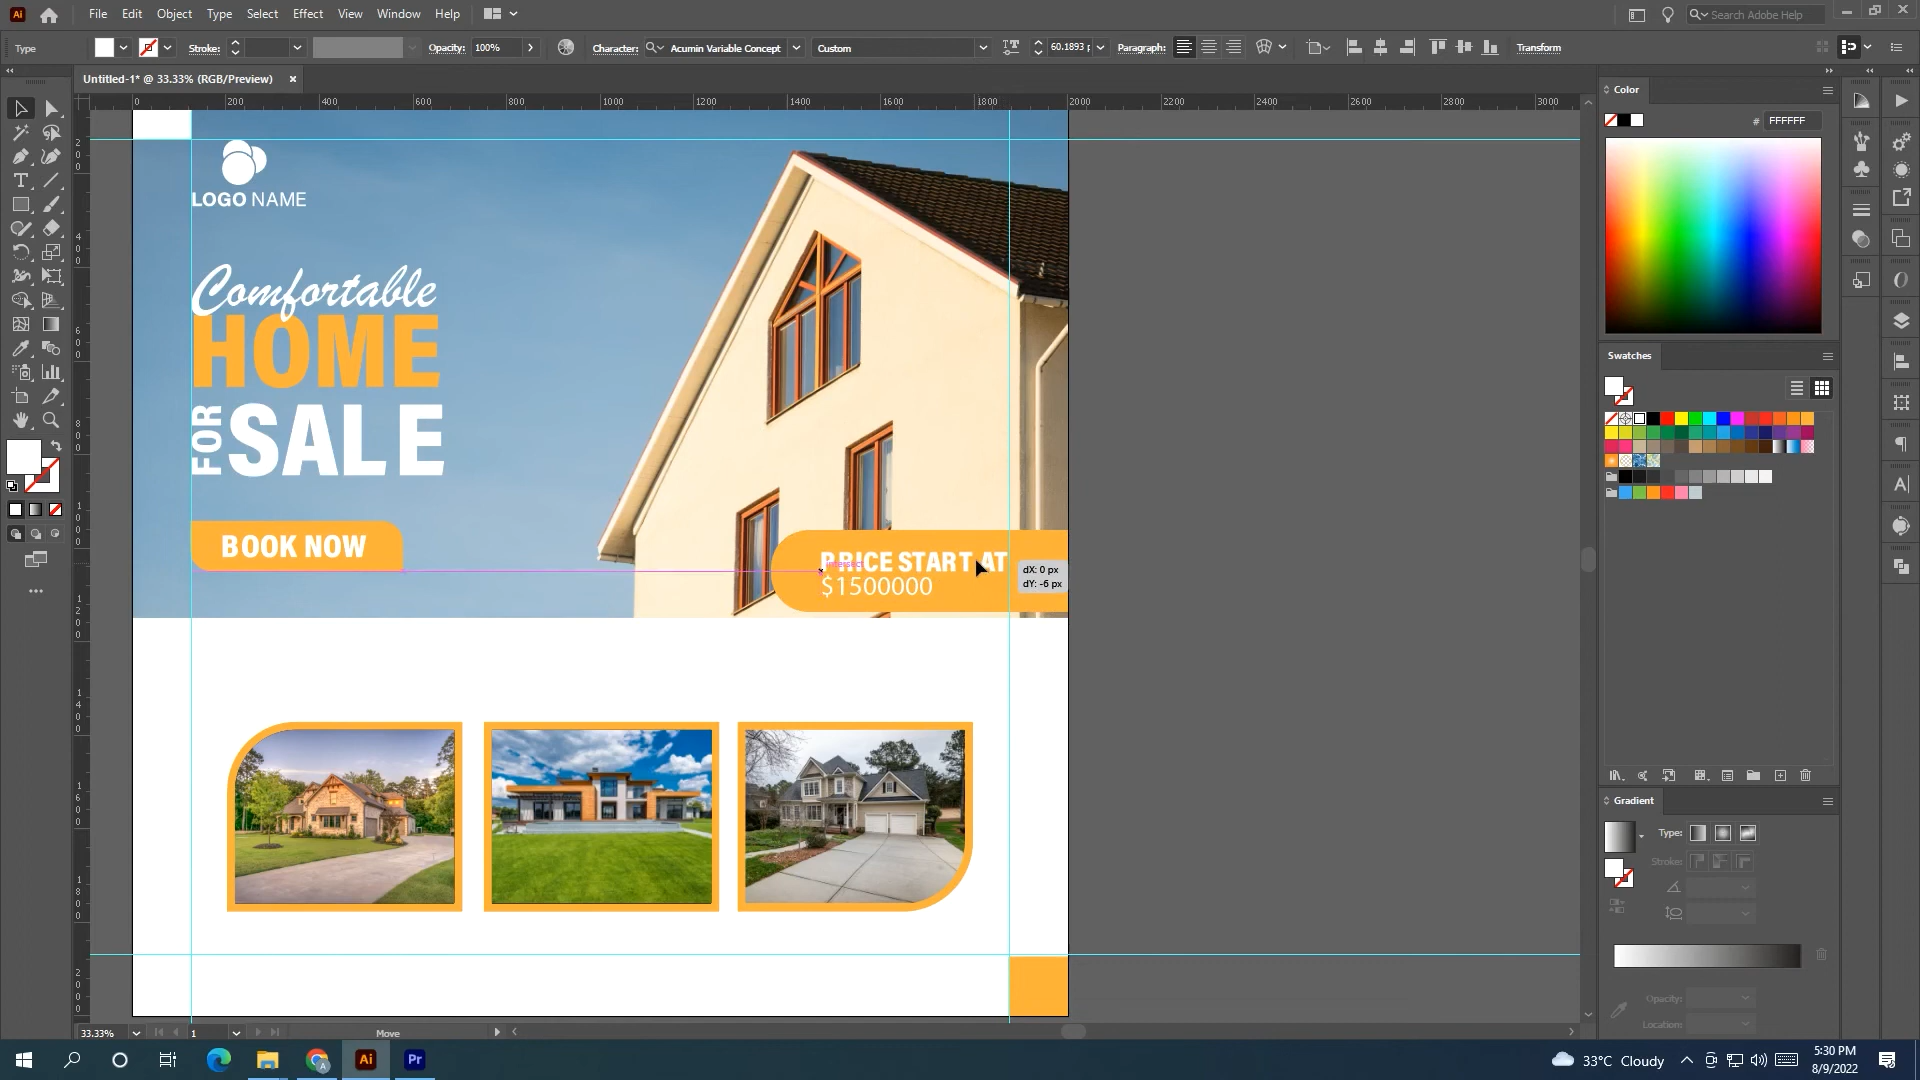 Ai File Edit Object Type Select Effect View Window Help Search Adobe Help
Type Stroke: Opacity: 100% Character: Acumin Variable Concept Custom 60.1893 Paragraph: Transform
Untitled-1* @ 33.33% (RGB/Preview) ×
0 200 400 600 800 1000 1200 1400 1600 1800 2000 2200 2400 2600 2800 3000
LOGO NAME
Comfortable
HOME
FOR SALE
BOOK NOW
PRICE START AT
$1500000
intersect
dX: 0 px
dY: -6 px
Color
# FFFFFF
Swatches
Gradient
Type:
Stroke:
Opacity:
Location:
33.33% 1 Move
Ai Pr 33°C Cloudy
5:30 PM
8/9/2022